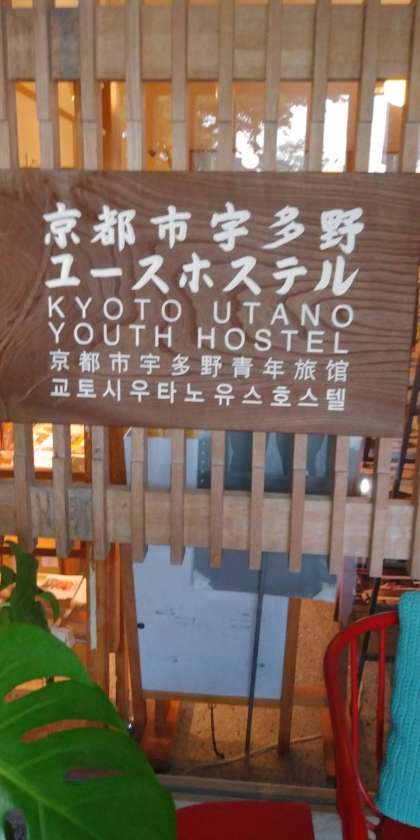 京都市宇多野
ユースホステル
KYOTO UTANO
YOUTH HOSTEL
京都市宇多野青年旅馆
교토시우타노유스호스텔